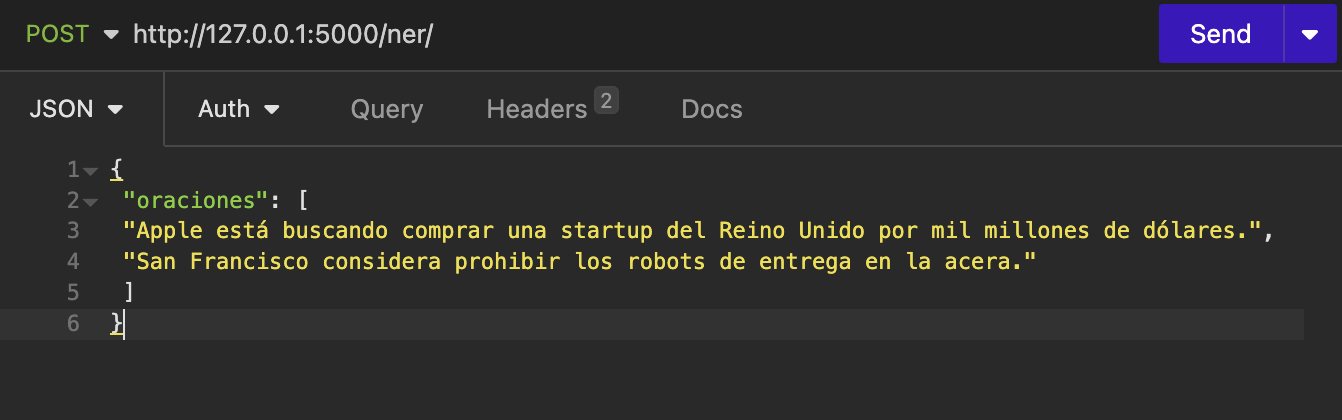 POST http://127.0.0.1:5000/ner/ Send
JSON Auth Query Headers 2 Docs
1 {
2 "oraciones": [
3 "Apple está buscando comprar una startup del Reino Unido por mil millones de dólares.",
4 "San Francisco considera prohibir los robots de entrega en la acera."
5 ]
6 }